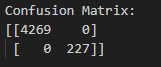 Confusion Matrix:
[[4269    0]
 [   0  227]]